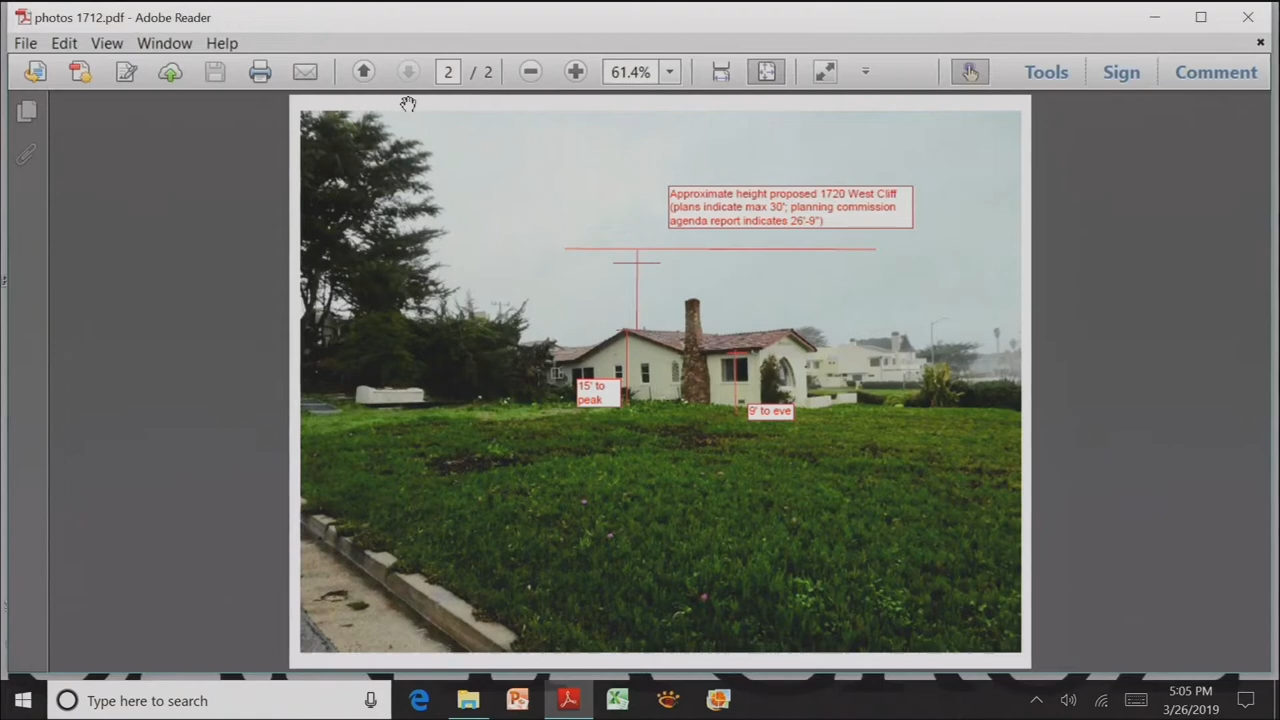 photos 1712.pdf - Adobe Reader
File Edit View Window Help
2 / 2 61.4% Tools Sign Comment
Approximate height proposed 1720 West Cliff
(plans indicate max 30'; planning commission
agenda report indicates 26'-9")
15' to
peak
9' to eve
Type here to search
5:05 PM
3/26/2019